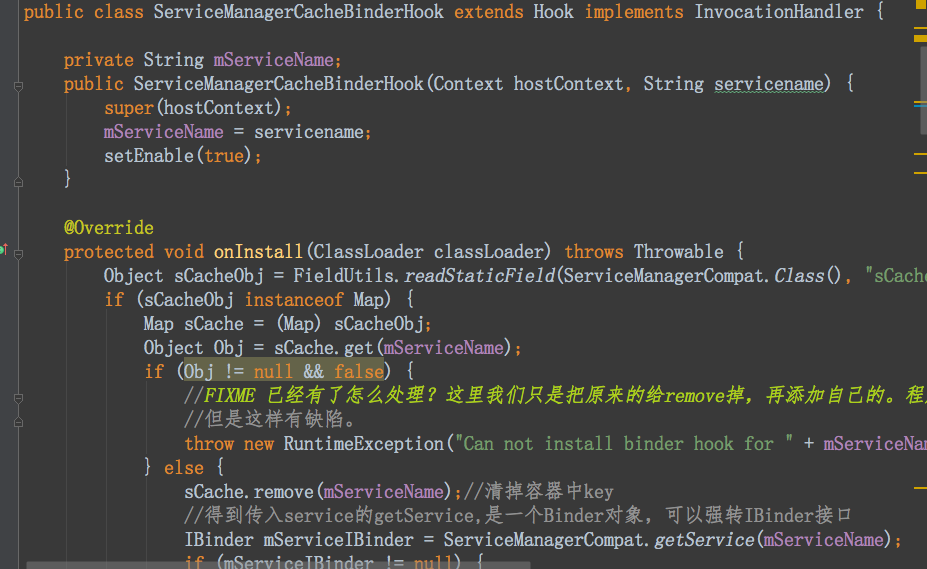 public class ServiceManagerCacheBinderHook extends Hook implements InvocationHandler {
private String mServiceName;
public ServiceManagerCacheBinderHook(Context hostContext, String servicename) {
super(hostContext);
mServiceName = servicename;
setEnable(true);
}
@Override
protected void onInstall(ClassLoader classLoader) throws Throwable {
Object sCacheObj = FieldUtils.readStaticField(ServiceManagerCompat.Class(), "sCache
if (sCacheObj instanceof Map) {
Map sCache = (Map) sCacheObj;
Object Obj = sCache.get(mServiceName);
if (Obj != null && false) {
//FIXME 已经有了怎么处理？这里我们只是把原来的给remove掉，再添加自己的。程
//但是这样有缺陷。
throw new RuntimeException("Can not install binder hook for " + mServiceNam
} else {
sCache.remove(mServiceName);//清掉容器中key
//得到传入service的getService,是一个Binder对象，可以强转IBinder接口
IBinder mServiceIBinder = ServiceManagerCompat.getService(mServiceName);
if (mServiceIBinder != null) {